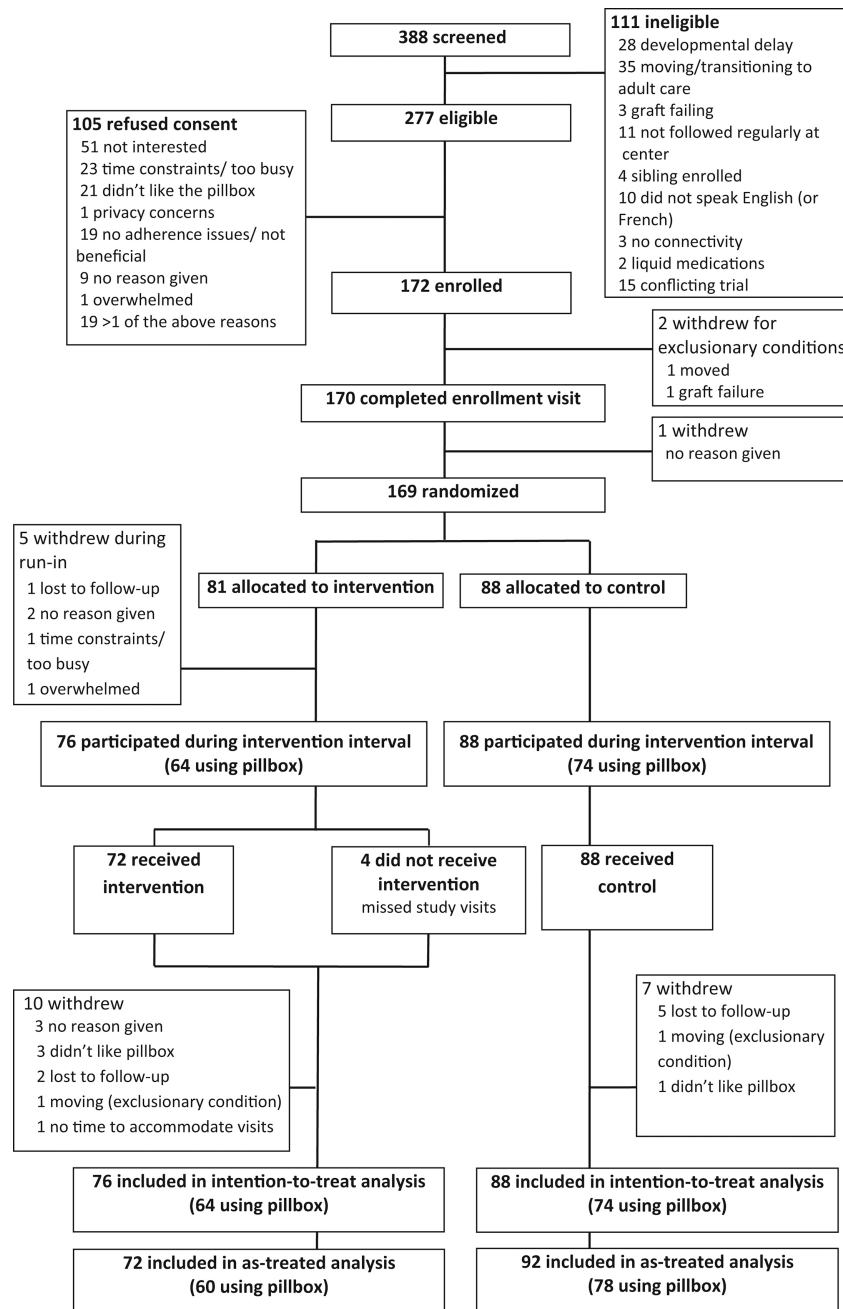 388 screened
111 ineligible
28 developmental delay
35 moving/transitioning to
adult care
3 graft failing
11 not followed regularly at
center
4 sibling enrolled
10 did not speak English (or
French)
3 no connectivity
2 liquid medications
15 conflicting trial
277 eligible
105 refused consent
51 not interested
23 time constraints/ too busy
21 didn’t like the pillbox
1 privacy concerns
19 no adherence issues/ not
beneficial
9 no reason given
1 overwhelmed
19 >1 of the above reasons
172 enrolled
2 withdrew for
exclusionary conditions
1 moved
1 graft failure
170 completed enrollment visit
1 withdrew
no reason given
169 randomized
5 withdrew during
run-in
1 lost to follow-up
2 no reason given
1 time constraints/
too busy
1 overwhelmed
81 allocated to intervention
88 allocated to control
76 participated during intervention interval
(64 using pillbox)
88 participated during intervention interval
(74 using pillbox)
72 received
intervention
4 did not receive
intervention
missed study visits
88 received
control
10 withdrew
3 no reason given
3 didn’t like pillbox
2 lost to follow-up
1 moving (exclusionary condition)
1 no time to accommodate visits
7 withdrew
5 lost to follow-up
1 moving (exclusionary
condition)
1 didn’t like pillbox
76 included in intention-to-treat analysis
(64 using pillbox)
88 included in intention-to-treat analysis
(74 using pillbox)
72 included in as-treated analysis
(60 using pillbox)
92 included in as-treated analysis
(78 using pillbox)